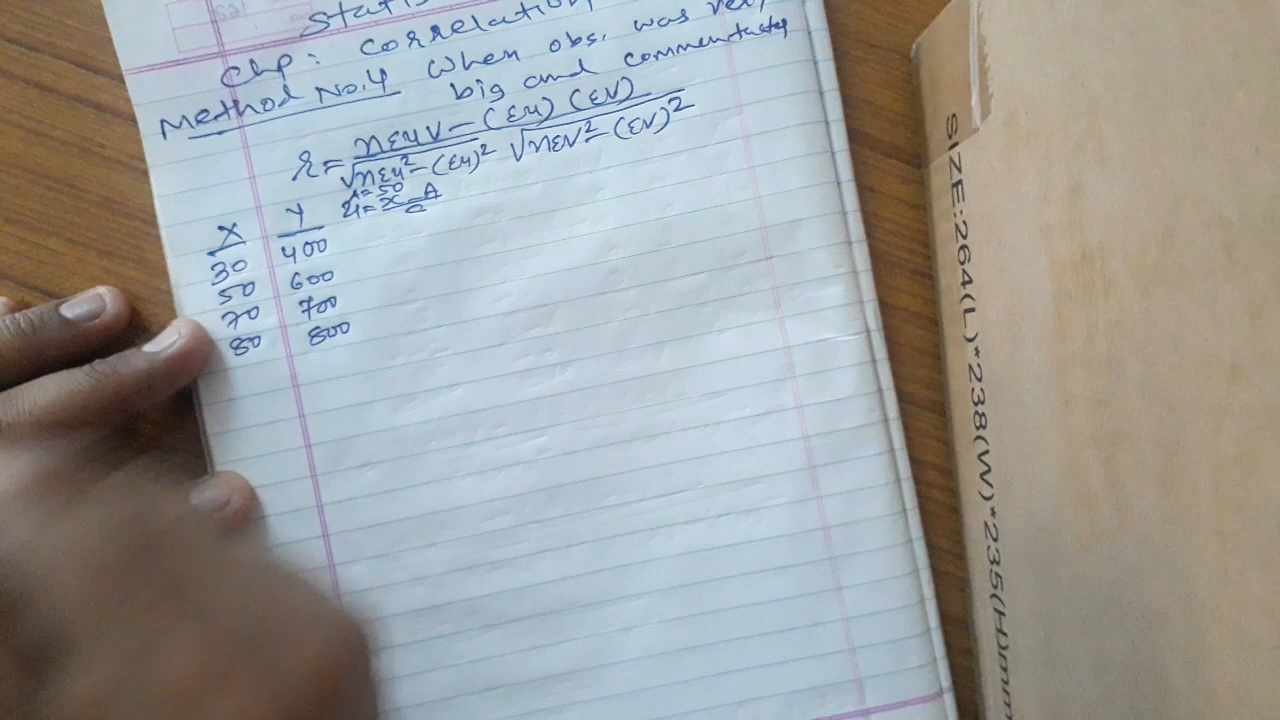 Chp: Correlation
Method No.4 When obs. was very
big and
r = nΣuv - (Σu) (Σv)
√nΣu² - (Σu)² √nΣv² - (Σv)²
A = 50
u = x - A
c
X Y
30 400
50 600
70 700
80 800
SIZE:264(L)*238(W)*235(H)mm